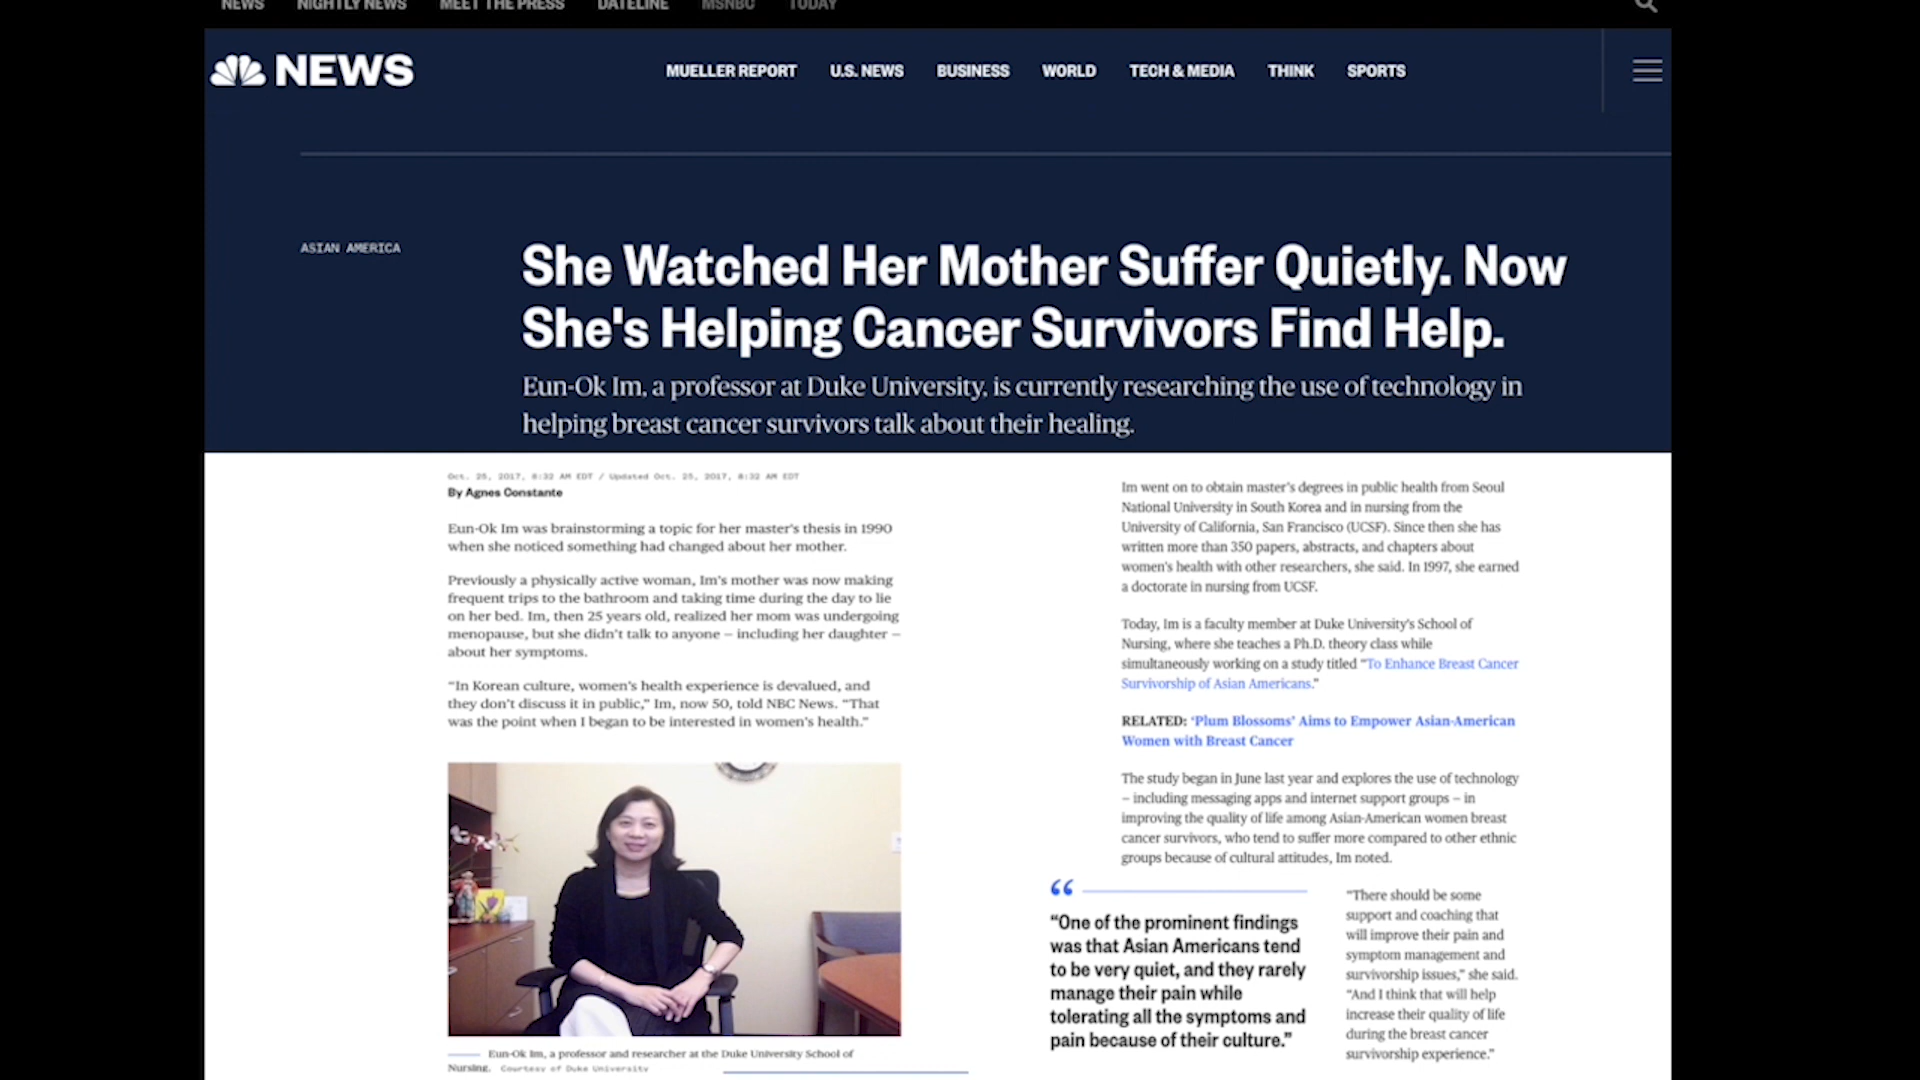 NEWS NIGHTLY NEWS MEET THE PRESS DATELINE MSNBC TODAY
NEWS
MUELLER REPORT U.S. NEWS BUSINESS WORLD TECH & MEDIA THINK SPORTS
ASIAN AMERICA
She Watched Her Mother Suffer Quietly. Now
She's Helping Cancer Survivors Find Help.
Eun-Ok Im, a professor at Duke University, is currently researching the use of technology in
helping breast cancer survivors talk about their healing.
Oct. 25, 2017, 8:32 AM EDT / Updated Oct. 25, 2017, 8:32 AM EDT
By Agnes Constante
Eun-Ok Im was brainstorming a topic for her master's thesis in 1990
when she noticed something had changed about her mother.
Previously a physically active woman, Im's mother was now making
frequent trips to the bathroom and taking time during the day to lie
on her bed. Im, then 25 years old, realized her mom was undergoing
menopause, but she didn't talk to anyone — including her daughter —
about her symptoms.
“In Korean culture, women's health experience is devalued, and
they don't discuss it in public,” Im, now 50, told NBC News. “That
was the point when I began to be interested in women's health.”
Eun-Ok Im, a professor and researcher at the Duke University School of
Nursing. Courtesy of Duke University
Im went on to obtain master's degrees in public health from Seoul
National University in South Korea and in nursing from the
University of California, San Francisco (UCSF). Since then she has
written more than 350 papers, abstracts, and chapters about
women's health with other researchers, she said. In 1997, she earned
a doctorate in nursing from UCSF.
Today, Im is a faculty member at Duke University's School of
Nursing, where she teaches a Ph.D. theory class while
simultaneously working on a study titled “To Enhance Breast Cancer
Survivorship of Asian Americans.”
RELATED: ‘Plum Blossoms’ Aims to Empower Asian-American
Women with Breast Cancer
The study began in June last year and explores the use of technology
— including messaging apps and internet support groups — in
improving the quality of life among Asian-American women breast
cancer survivors, who tend to suffer more compared to other ethnic
groups because of cultural attitudes, Im noted.
“
“One of the prominent findings
was that Asian Americans tend
to be very quiet, and they rarely
manage their pain while
tolerating all the symptoms and
pain because of their culture.”
“There should be some
support and coaching that
will improve their pain and
symptom management and
survivorship issues,” she said.
“And I think that will help
increase their quality of life
during the breast cancer
survivorship experience.”